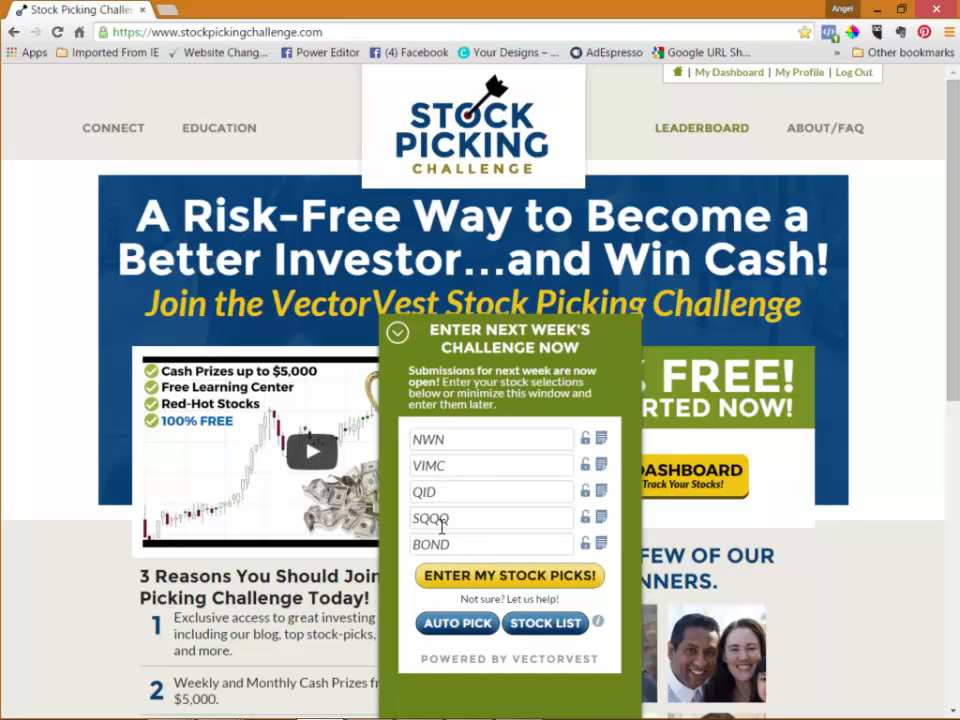 Stock Picking Challe
Angel
https://www.stockpickingchallenge.com
Apps Imported From IE Website Chang... Power Editor (4) Facebook Your Designs – ... AdEspresso Google URL Sh... » Other bookmarks
| My Dashboard | My Profile | Log Out
CONNECT EDUCATION LEADERBOARD ABOUT/FAQ
STOCK
PICKING
CHALLENGE
A Risk-Free Way to Become a
Better Investor...and Win Cash!
Join the VectorVest Stock Picking Challenge
Cash Prizes up to $5,000
Free Learning Center
Red-Hot Stocks
100% FREE
ENTER NEXT WEEK'S
CHALLENGE NOW
Submissions for next week are now
open! Enter your stock selections
below or minimize this window and
enter them later.
NWN
VIMC
QID
SQQQ
BOND
ENTER MY STOCK PICKS!
Not sure? Let us help!
AUTO PICK STOCK LIST
POWERED BY VECTORVEST
% FREE!
RTED NOW!
DASHBOARD
Track Your Stocks!
3 Reasons You Should Join
Picking Challenge Today!
1 Exclusive access to great investing
including our blog, top stock-picks,
and more.
2 Weekly and Monthly Cash Prizes fr
$5,000.
FEW OF OUR
NNERS.